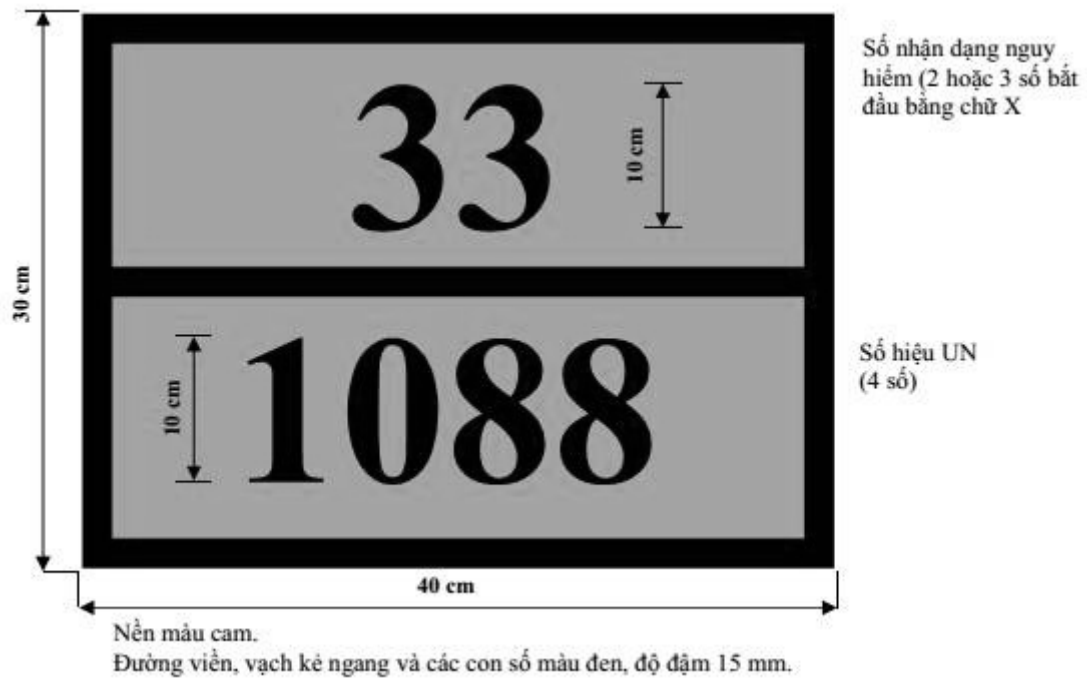 Số nhận dạng nguy
hiểm (2 hoặc 3 số bắt
đầu bằng chữ X
33
10 cm
30 cm
Số hiệu UN
(4 số)
10 cm
1088
40 cm
Nền màu cam.
Đường viền, vạch kẻ ngang và các con số màu đen, độ đậm 15 mm.